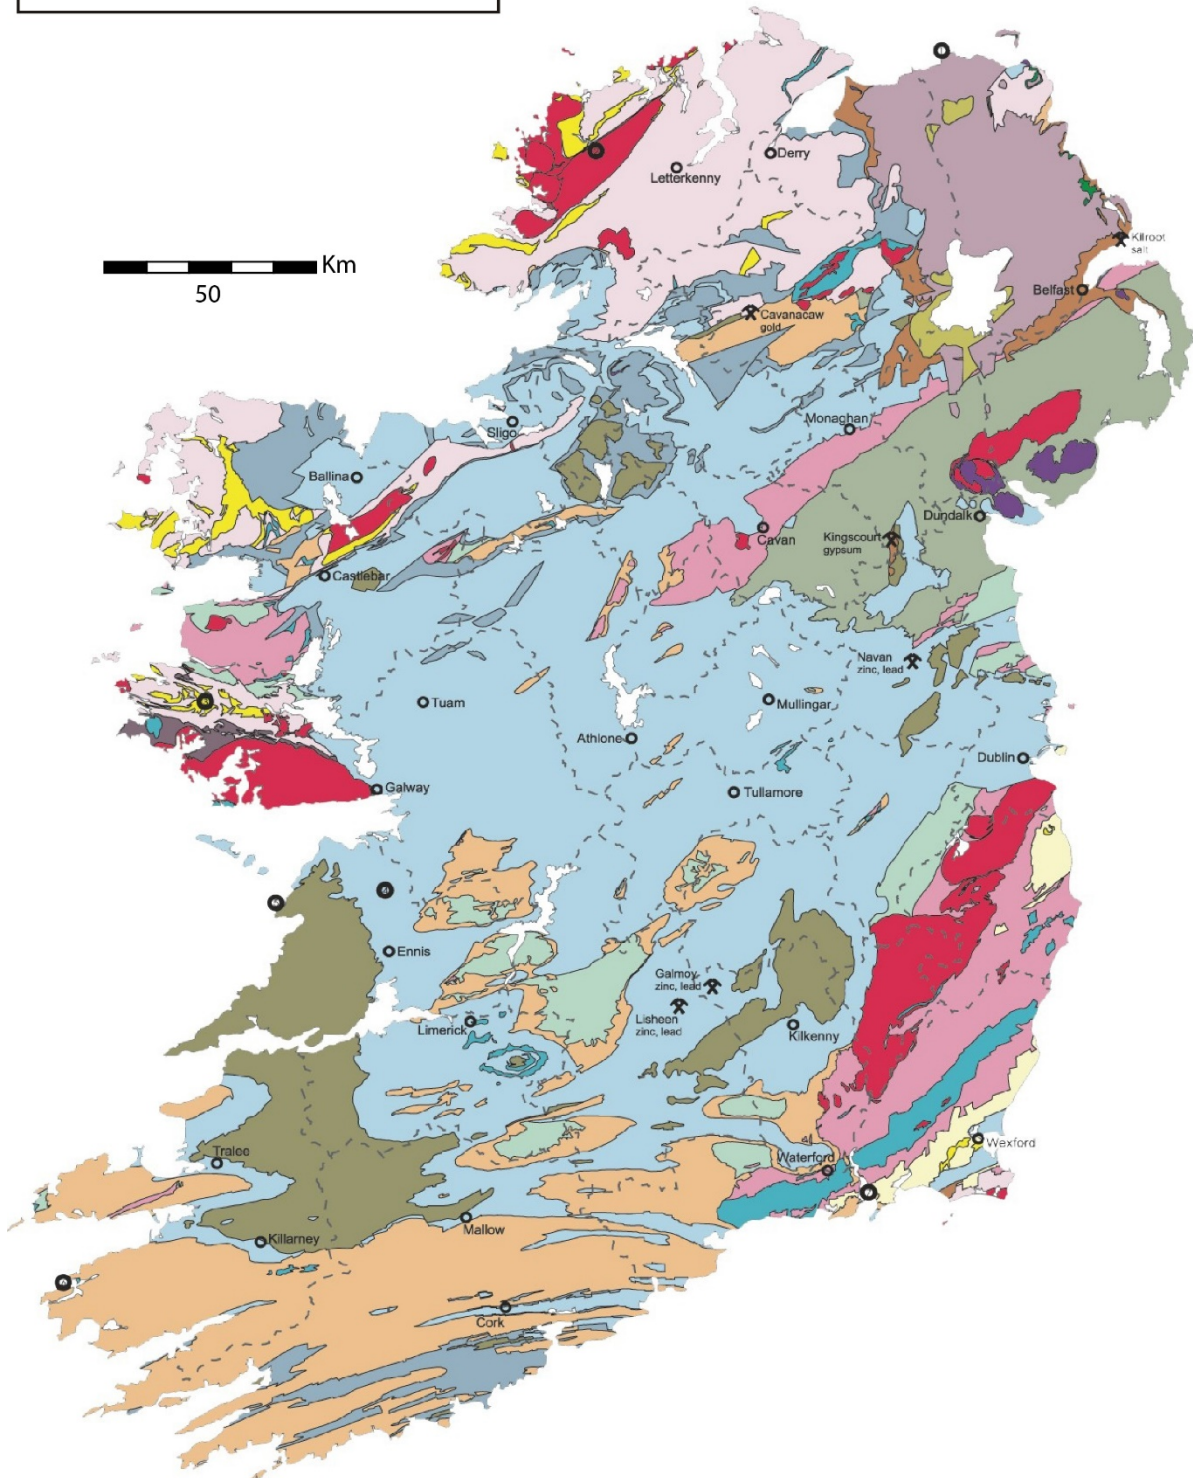 Derry
Letterkenny
Killroot
salt
Km
50
Belfast
Cavanacaw
gold
Sligo
Monaghan
Ballina
Dundalk
Cavan
Kingscourt
gypsum
Castlebar
Navan
zinc, lead
Tuam
Mullingar
Athlone
Dublin
Galway
Tullamore
Ennis
Galmoy
zinc, lead
Lisheen
zinc, lead
Limerick
Kilkenny
Wexford
Tralee
Waterford
Mallow
Killarney
Cork